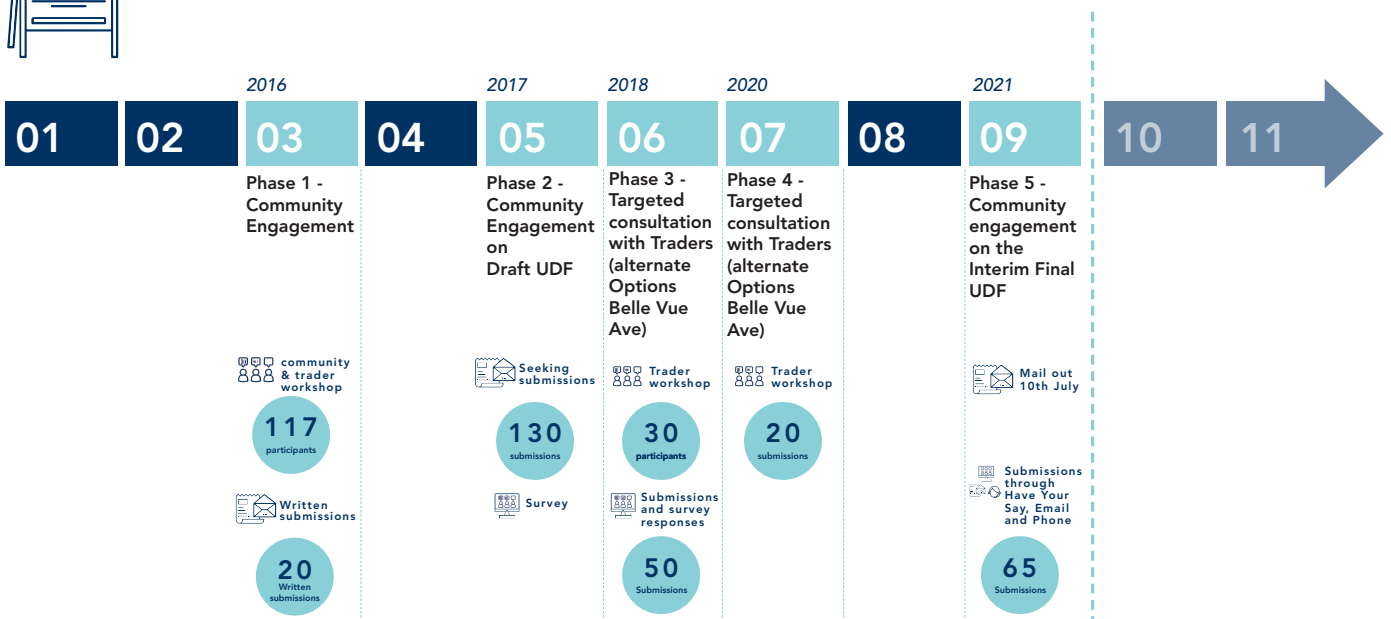 2016
2017
2018
2020
2021
01
02
03
04
05
06
07
08
09
10
11
Phase 1 -
Community
Engagement
Phase 2 -
Community
Engagement
on
Draft UDF
Phase 3 -
Targeted
consultation
with Traders
(alternate
Options
Belle Vue
Ave)
Phase 4 -
Targeted
consultation
with Traders
(alternate
Options
Belle Vue
Ave)
Phase 5 -
Community
engagement
on the
Interim Final
UDF
community
& trader
workshop
117
participants
Written
submissions
20
Written
submissions
Seeking
submissions
130
submissions
Survey
Trader
workshop
30
participants
Submissions
and survey
responses
50
Submissions
Trader
workshop
20
submissions
Mail out
10th July
Submissions
through
Have Your
Say, Email
and Phone
65
Submissions